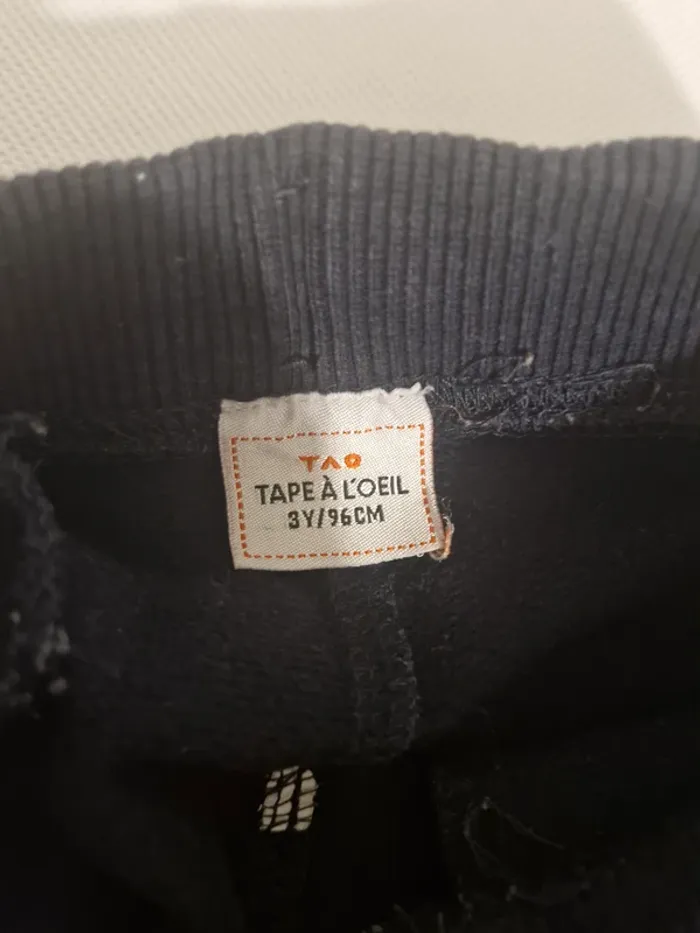 TAO
TAPE À L'OEIL
3Y/96CM